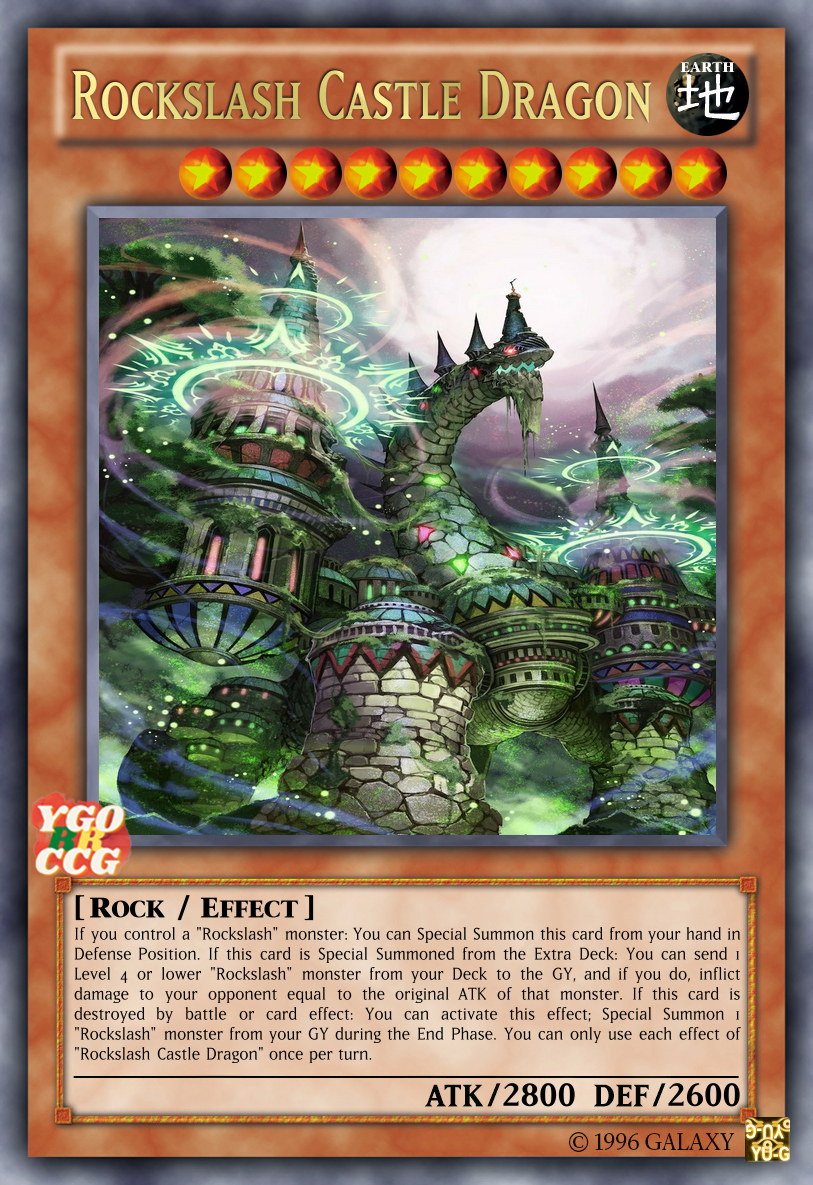 ROCKSLASH CASTLE DRAGON
EARTH
地
YGO
RR
CCG
[ ROCK / EFFECT ]
If you control a "Rockslash" monster: You can Special Summon this card from your hand in
Defense Position. If this card is Special Summoned from the Extra Deck: You can send 1
Level 4 or lower "Rockslash" monster from your Deck to the GY, and if you do, inflict
damage to your opponent equal to the original ATK of that monster. If this card is
destroyed by battle or card effect: You can activate this effect; Special Summon 1
"Rockslash" monster from your GY during the End Phase. You can only use each effect of
"Rockslash Castle Dragon" once per turn.
ATK/2800 DEF/2600
© 1996 GALAXY